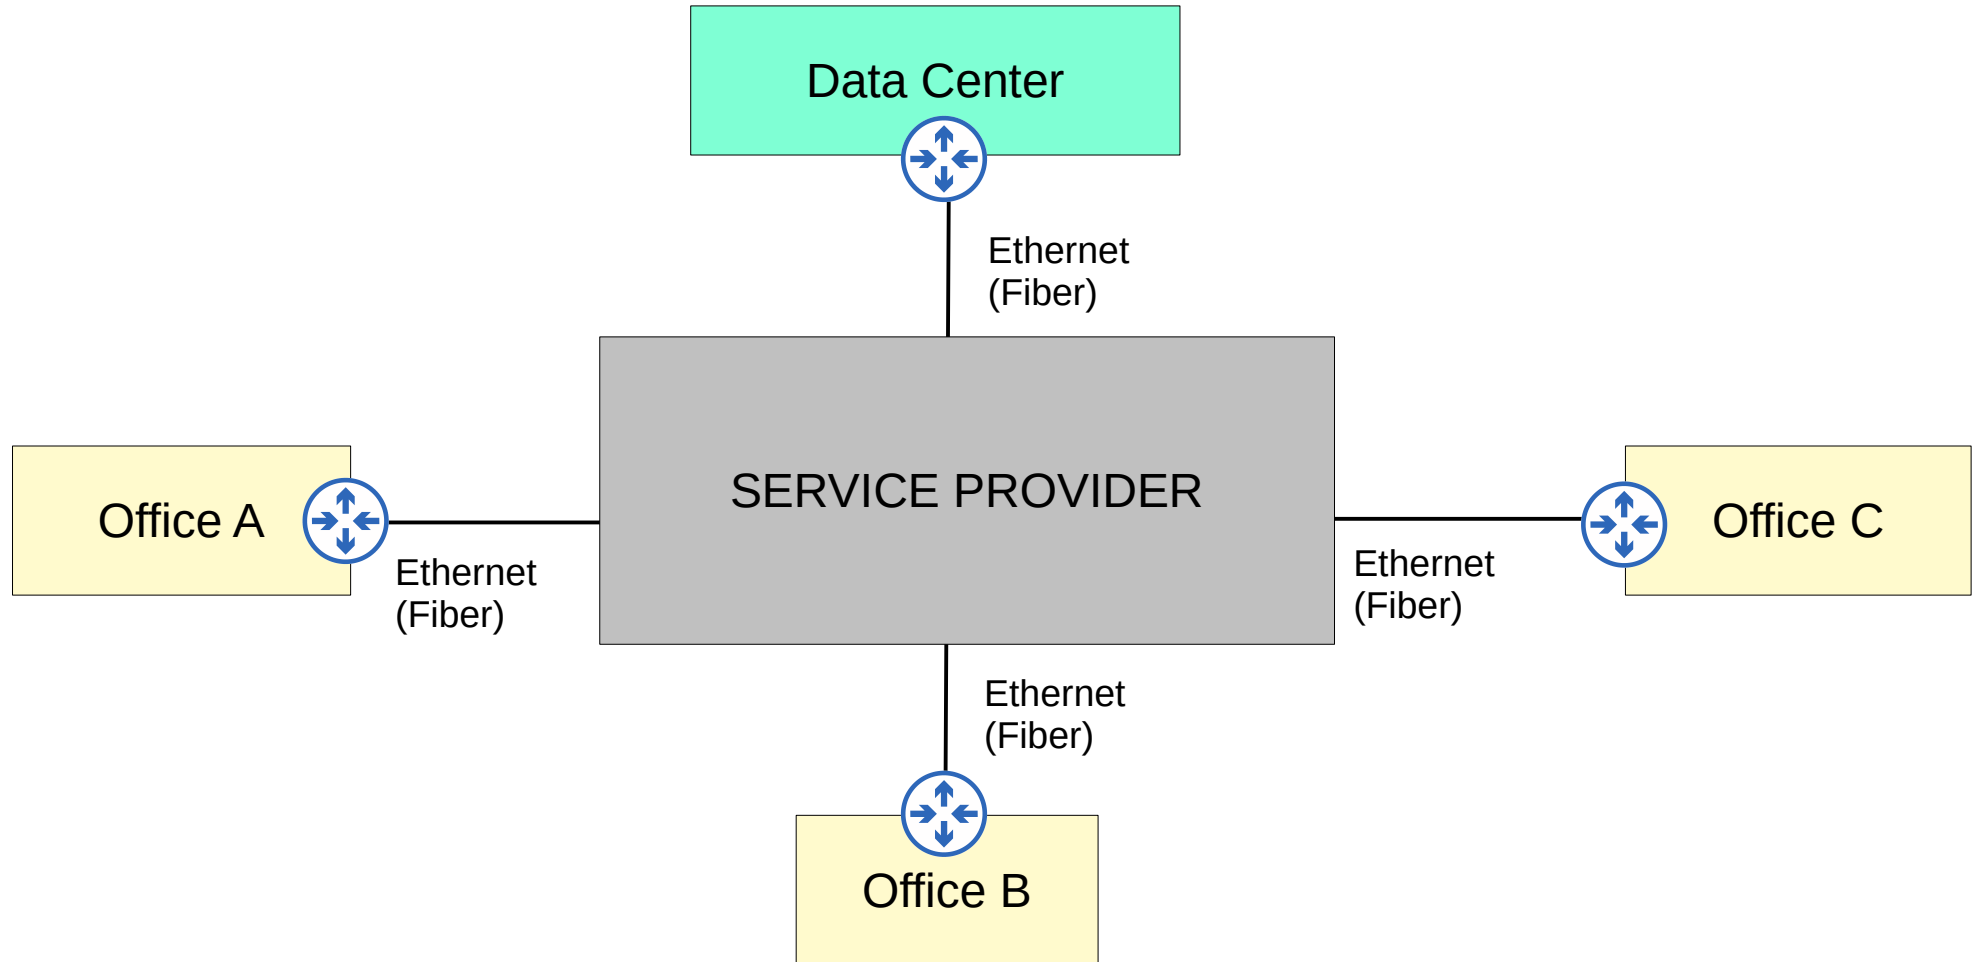 Data Center
Ethernet
(Fiber)
SERVICE PROVIDER
Office A
Office C
Ethernet
(Fiber)
Ethernet
(Fiber)
Ethernet
(Fiber)
Office B